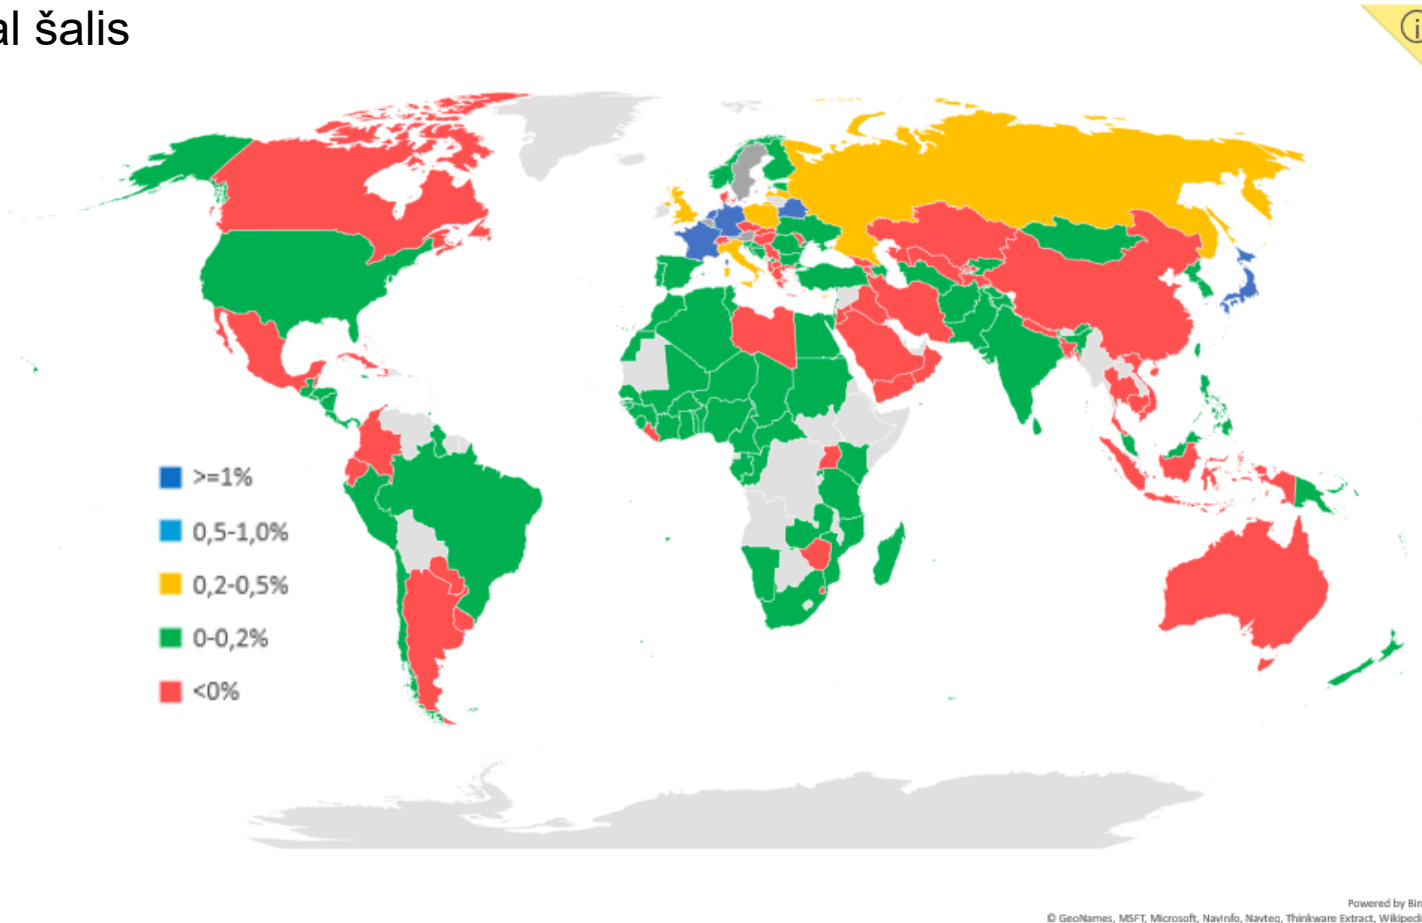 al šalis
>=1%
0,5-1,0%
0,2-0,5%
0-0,2%
<0%
Powered by Bin
© GeoNames, MSFT, Microsoft, NavInfo, Navteq, Thinkware Extract, Wikipedi